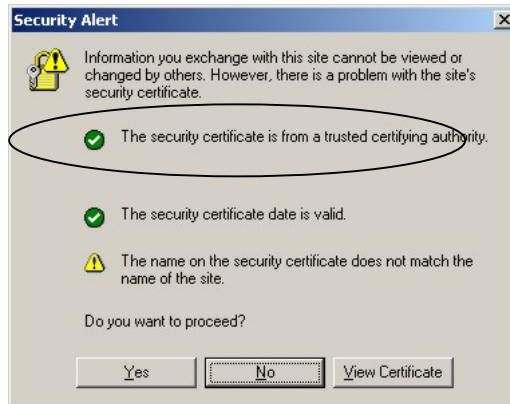 Security Alert
Information you exchange with this site cannot be viewed or
changed by others. However, there is a problem with the site's
security certificate.
The security certificate is from a trusted certifying authority.
The security certificate date is valid.
The name on the security certificate does not match the
name of the site.
Do you want to proceed?
Yes No View Certificate